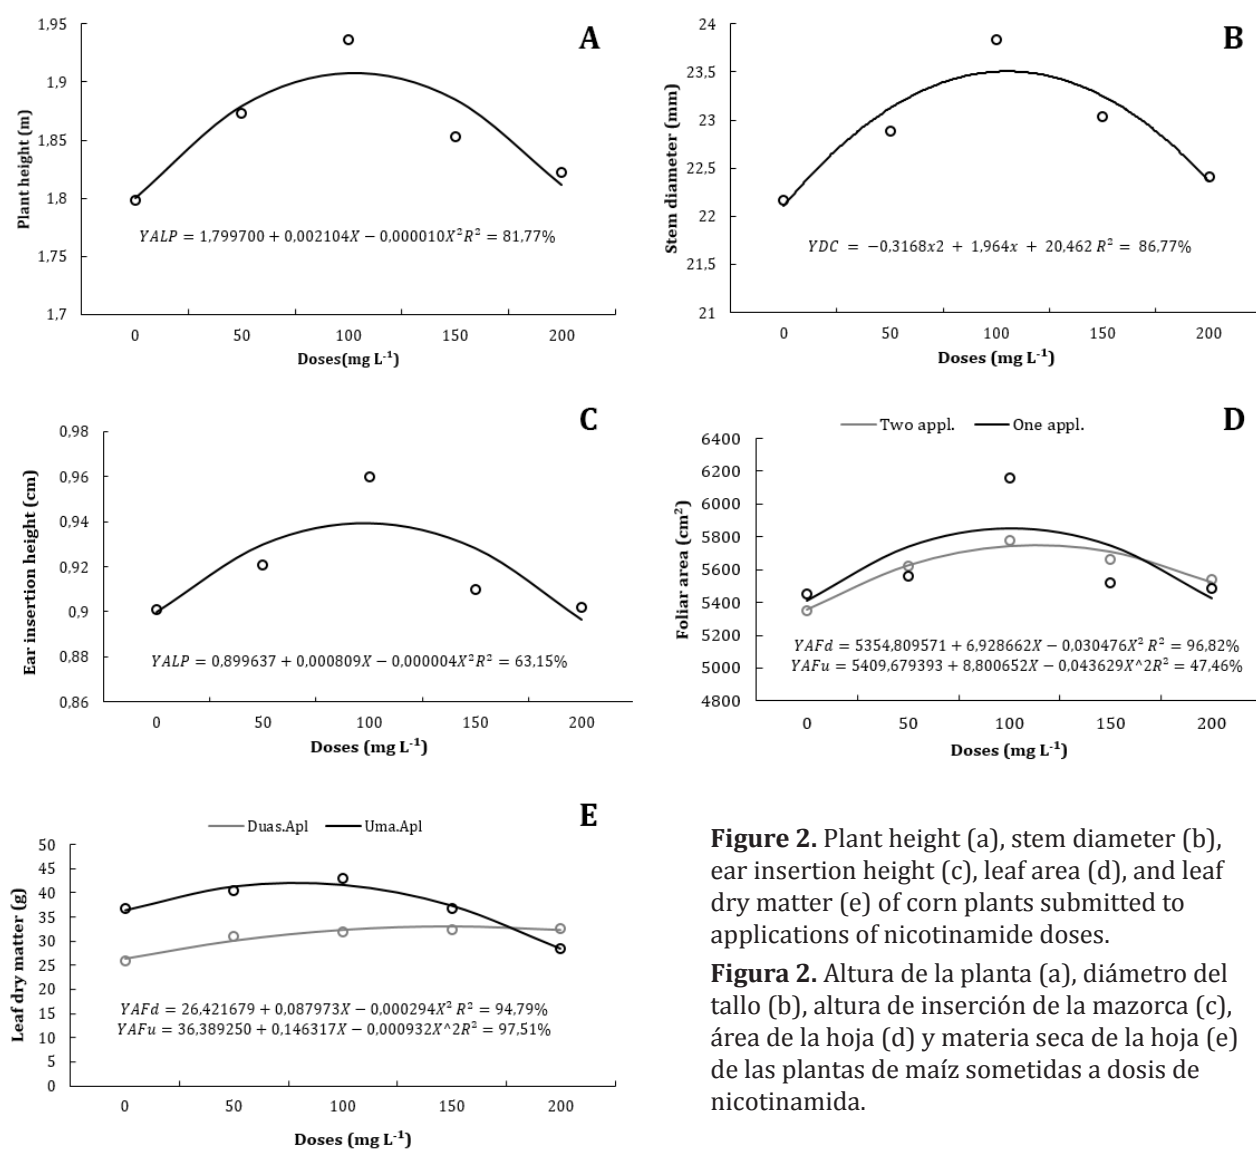 A
Plant height (m)
1,95
1,9
1,85
1,8
1,75
1,7
YALP = 1,799700 + 0,002104X − 0,000010X² R² = 81,77%
0 50 100 150 200
Doses(mg L⁻¹)
B
Stem diameter (mm)
24
23,5
23
22,5
22
21,5
21
YDC = −0,3168x2 + 1,964x + 20,462 R² = 86,77%
0 50 100 150 200
Doses (mg L⁻¹)
C
Ear insertion height (cm)
0,98
0,96
0,94
0,92
0,9
0,88
0,86
YALP = 0,899637 + 0,000809X − 0,000004X² R² = 63,15%
0 50 100 150 200
Doses (mg L⁻¹)
Two appl. One appl.
D
Foliar area (cm²)
6400
6200
6000
5800
5600
5400
5200
5000
4800
YAFd = 5354,809571 + 6,928662X − 0,030476X² R² = 96,82%
YAFu = 5409,679393 + 8,800652X − 0,043629X^2R² = 47,46%
0 50 100 150 200
Doses (mg L⁻¹)
Duas.Apl Uma.Apl
E
Leaf dry matter (g)
50
45
40
35
30
25
20
15
10
5
0
YAFd = 26,421679 + 0,087973X − 0,000294X² R² = 94,79%
YAFu = 36,389250 + 0,146317X − 0,000932X^2R² = 97,51%
0 50 100 150 200
Doses (mg L⁻¹)
Figure 2. Plant height (a), stem diameter (b),
ear insertion height (c), leaf area (d), and leaf
dry matter (e) of corn plants submitted to
applications of nicotinamide doses.
Figura 2. Altura de la planta (a), diámetro del
tallo (b), altura de inserción de la mazorca (c),
área de la hoja (d) y materia seca de la hoja (e)
de las plantas de maíz sometidas a dosis de
nicotinamida.